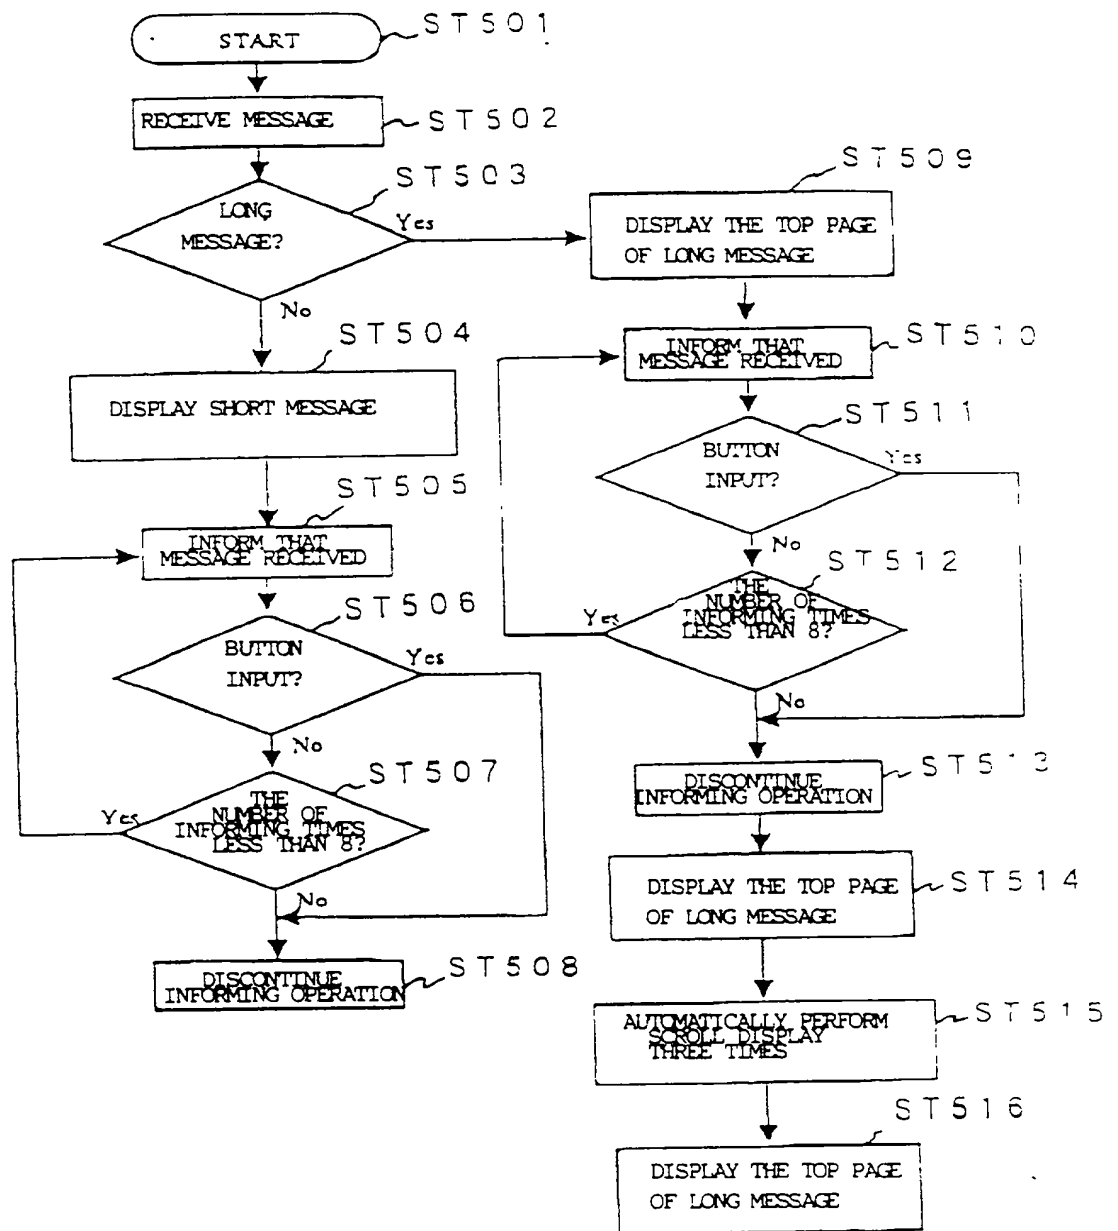 START
ST501
RECEIVE MESSAGE
ST502
ST503
LONG
MESSAGE?
Yes
No
ST504
DISPLAY SHORT MESSAGE
ST505
INFORM THAT
MESSAGE RECEIVED
ST506
BUTTON
INPUT?
Yes
No
ST507
THE
NUMBER OF
INFORMING TIMES
LESS THAN 8?
Yes
No
ST508
DISCONTINUE
INFORMING OPERATION
ST509
DISPLAY THE TOP PAGE
OF LONG MESSAGE
ST510
INFORM THAT
MESSAGE RECEIVED
ST511
BUTTON
INPUT?
Yes
No
ST512
THE
NUMBER OF
INFORMING TIMES
LESS THAN 8?
Yes
No
ST513
DISCONTINUE
INFORMING OPERATION
DISPLAY THE TOP PAGE
OF LONG MESSAGE
ST514
AUTOMATICALLY PERFORM
SCROLL DISPLAY
THREE TIMES
ST515
ST516
DISPLAY THE TOP PAGE
OF LONG MESSAGE